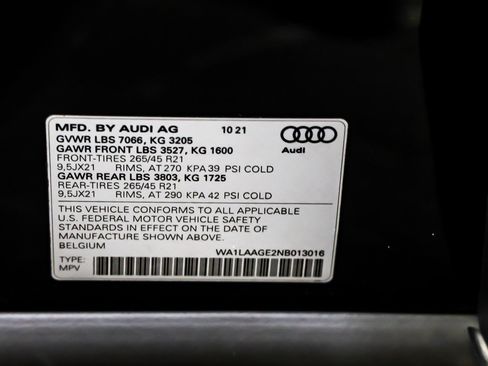 MFD. BY AUDI AG 10 21
GVWR LBS 7066, KG 3205
GAWR FRONT LBS 3527, KG 1600
FRONT-TIRES 265/45 R21
9,5JX21 RIMS, AT 270 KPA 39 PSI COLD
GAWR REAR LBS 3803, KG 1725
REAR-TIRES 265/45 R21
9,5JX21 RIMS, AT 290 KPA 42 PSI COLD
Audi
THIS VEHICLE CONFORMS TO ALL APPLICABLE
U.S. FEDERAL MOTOR VEHICLE SAFETY
STANDARDS IN EFFECT ON THE DATE OF
MANUFACTURE SHOWN ABOVE.
BELGIUM WA1LAAGE2NB013016
TYPE:
MPV